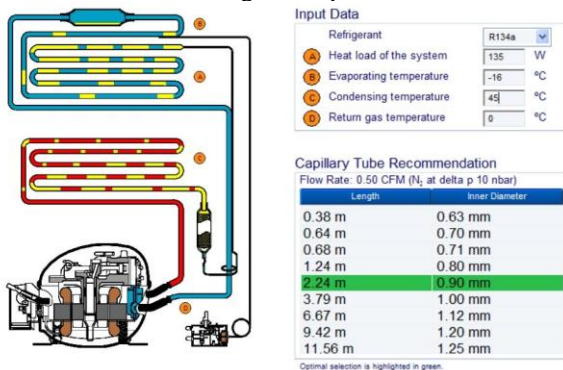 Input Data
Refrigerant R134a
A Heat load of the system 135 W
B Evaporating temperature -16 ºC
C Condensing temperature 45 ºC
D Return gas temperature 0 ºC
Capillary Tube Recommendation
Flow Rate: 0.50 CFM (N₂ at delta p 10 nbar)
Length Inner Diameter
0.38 m 0.63 mm
0.64 m 0.70 mm
0.68 m 0.71 mm
1.24 m 0.80 mm
2.24 m 0.90 mm
3.79 m 1.00 mm
6.67 m 1.12 mm
9.42 m 1.20 mm
11.56 m 1.25 mm
Optimal selection is highlighted in green.
B
A
C
D